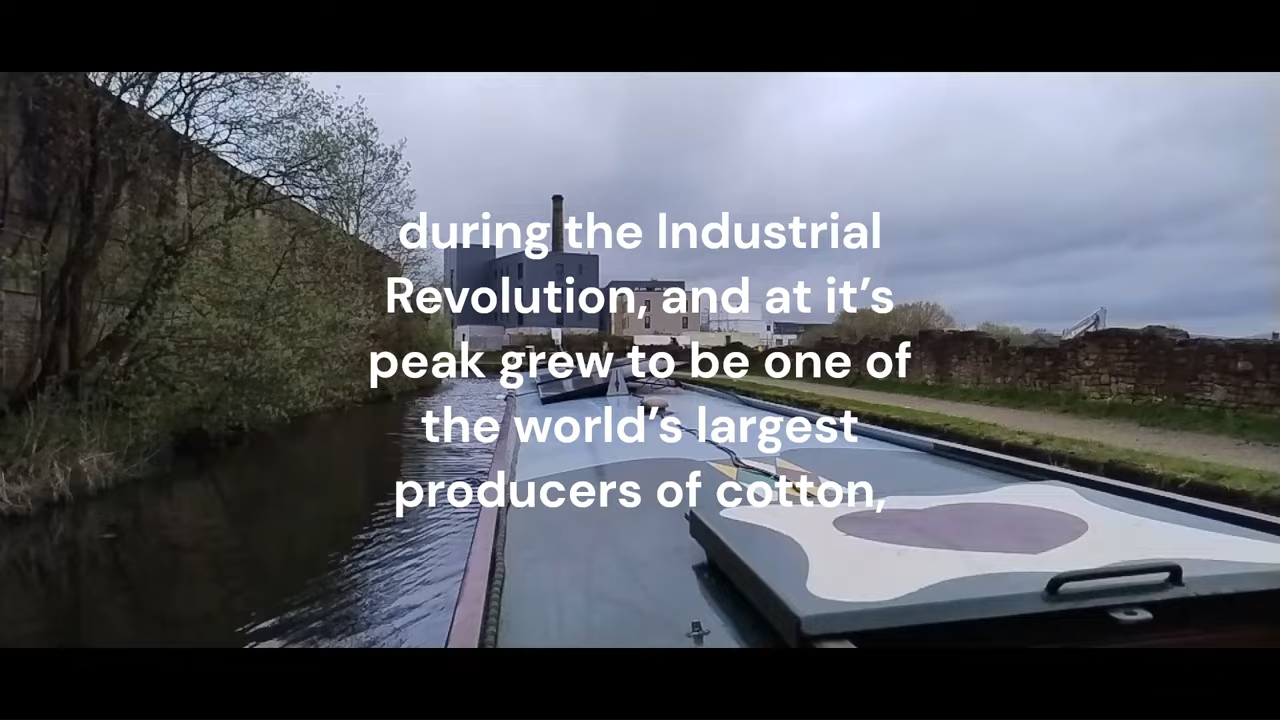 during the Industrial
Revolution, and at it’s
peak grew to be one of
the world’s largest
producers of cotton,